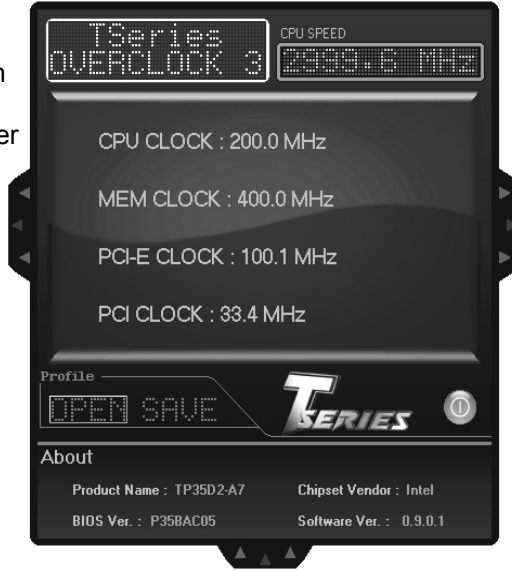 n
er
TSeries
OVERCLOCK 3
CPU SPEED
2999.6 MHz
CPU CLOCK : 200.0 MHz
MEM CLOCK : 400.0 MHz
PCI-E CLOCK : 100.1 MHz
PCI CLOCK : 33.4 MHz
Profile
OPEN SAVE
TSERIES
About
Product Name : TP35D2-A7 Chipset Vendor : Intel
BIOS Ver. : P35BAC05 Software Ver. : 0.9.0.1